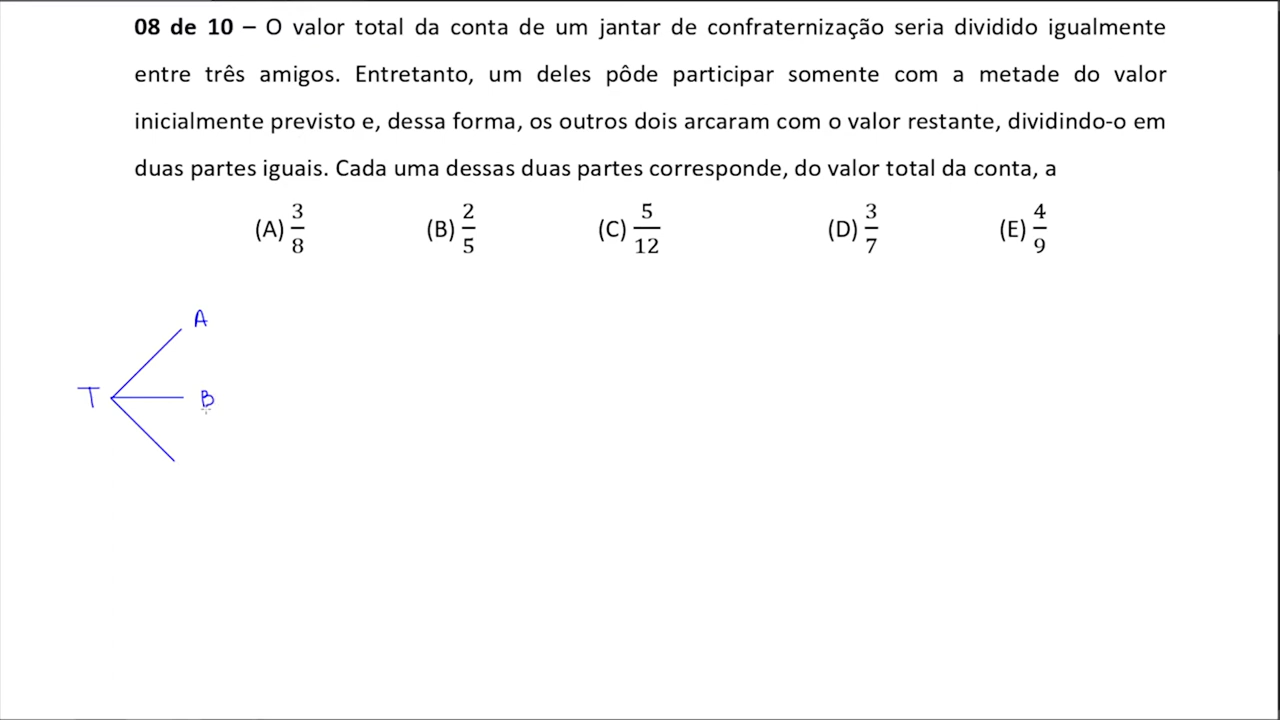 08 de 10 – O valor total da conta de um jantar de confraternização seria dividido igualmente
entre três amigos. Entretanto, um deles pôde participar somente com a metade do valor
inicialmente previsto e, dessa forma, os outros dois arcaram com o valor restante, dividindo-o em
duas partes iguais. Cada uma dessas duas partes corresponde, do valor total da conta, a
(A) 3/8 (B) 2/5 (C) 5/12 (D) 3/7 (E) 4/9
A
T B